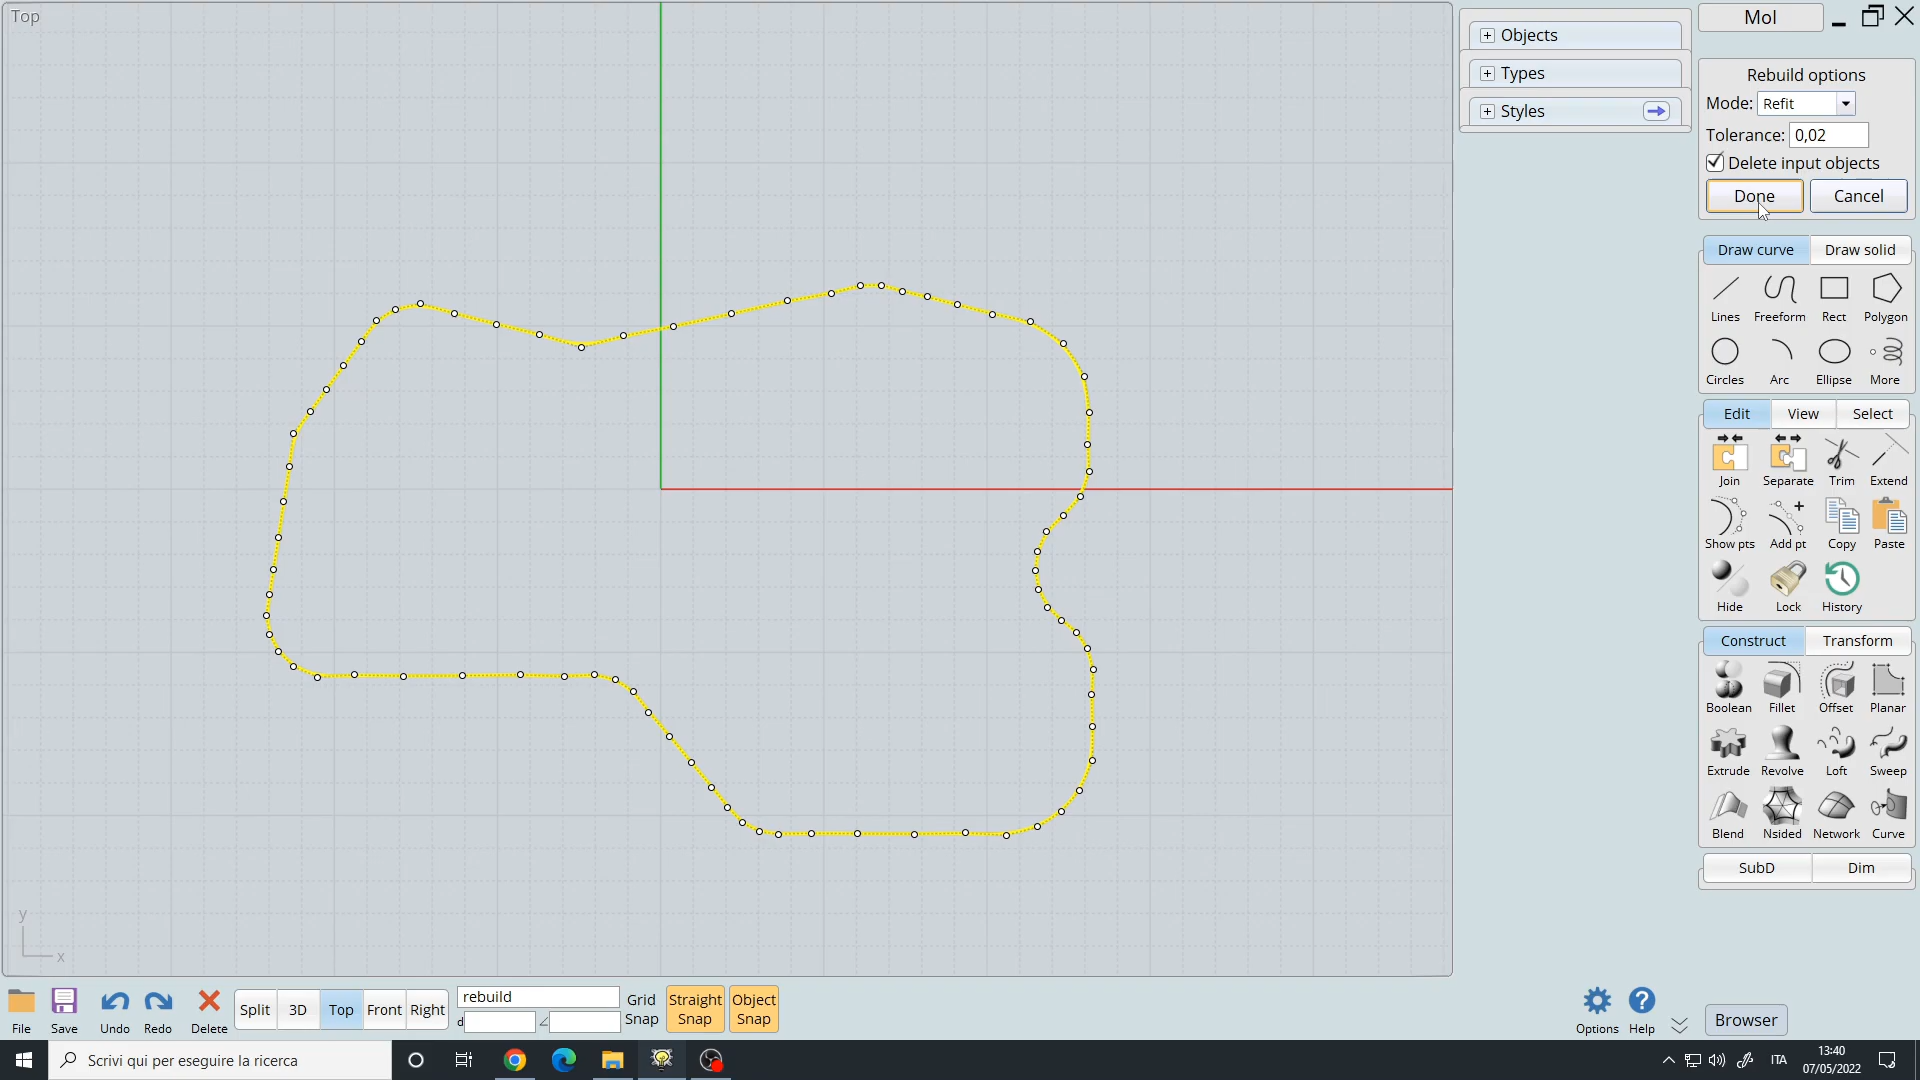 Top
Objects
Types
Styles
MoI
Rebuild options
Mode: Refit
Tolerance: 0,02
Delete input objects
Done Cancel
Draw curve Draw solid
Lines Freeform Rect Polygon
Circles Arc Ellipse More
Edit View Select
Join Separate Trim Extend
Show pts Add pt Copy Paste
Hide Lock History
Construct Transform
Boolean Fillet Offset Planar
Extrude Revolve Loft Sweep
Blend Nsided Network Curve
SubD Dim
y
x
File Save Undo Redo Delete
Split 3D Top Front Right
rebuild
d
Grid Snap
Straight Snap
Object Snap
Options Help
Browser
Scrivi qui per eseguire la ricerca
ITA
13:40
07/05/2022